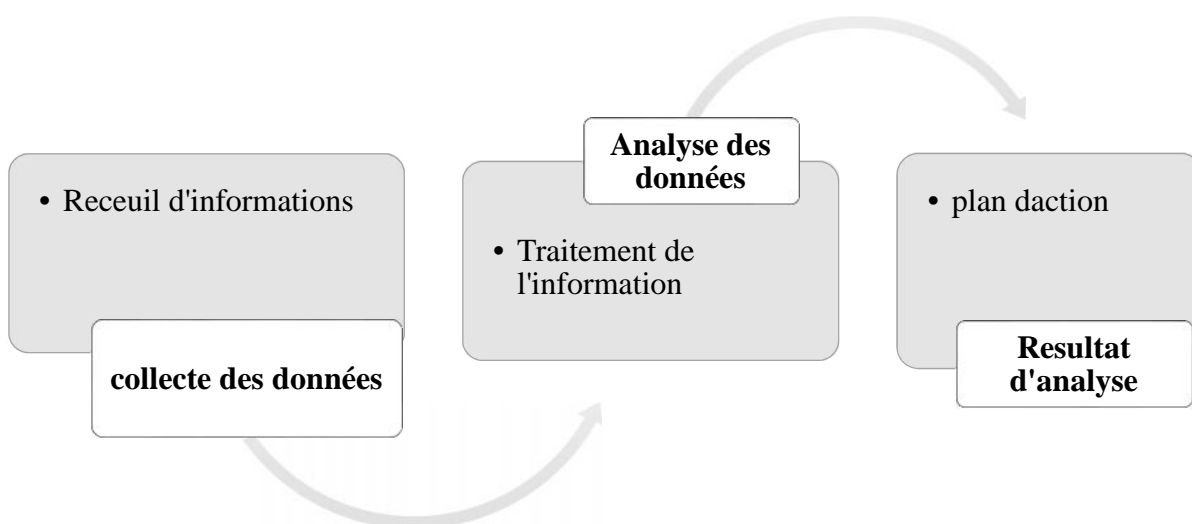 • Receuil d'informations
collecte des données
Analyse des
données
• Traitement de
l'information
• plan daction
Resultat
d'analyse